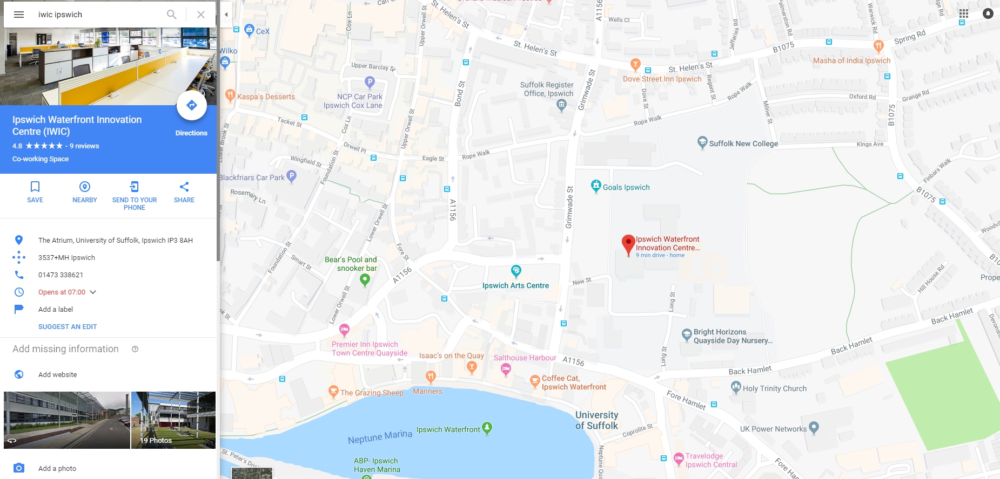 iwic ipswich
Ipswich Waterfront Innovation
Centre (IWIC)
Directions
4.8 ★★★★★ · 9 reviews
Co-working Space
SAVE
NEARBY
SEND TO YOUR
PHONE
SHARE
The Atrium, University of Suffolk, Ipswich IP3 8AH
3537+MH Ipswich
01473 338621
Opens at 07:00
Add a label
SUGGEST AN EDIT
Add missing information
Add website
19 Photos
Add a photo
CeX
Wilko
Cox Ln
Upper Orwell St
St. Helen's St
A1156
Wells Cl
Jefferies Rd
Palmerston Rd
Warwick Rd
Spring Rd
B1075
St. Helen's St
Masha of India Ipswich
Upper Barclay St
NCP Car Park
Ipswich Cox Lane
Kaspa's Desserts
Bond St
Suffolk Register
Office, Ipswich
Grimwade St
Dove Street Inn Ipswich
St. Helen's St
Dove St
Regent St
Rope Walk
Oxford Rd
Grange Rd
Milner St
B1075
Tacket St
Cox Ln
Upper Orwell St
Rope Walk
Suffolk New College
Kings Ave
Orwell Pl
Eagle St
Rope Walk
Wingfield St
Foundation St
Blackfriars Car Park
Rosemary Ln
Finbars Walk
B1075
Goals Ipswich
A1156
Grimwade St
Lower Orwell St
Ipswich Waterfront
Innovation Centre...
9 min drive - home
Foundation St
Smart St
Fore St
Bear's Pool and
snooker bar
A1156
Ipswich Arts Centre
New St
Hill House Rd
Lower Orwell St
Long St
Back Hamlet
Premier Inn Ipswich
Town Centre Quayside
Isaac's on the Quay
Salthouse Harbour
A1156
Bright Horizons
Quayside Day Nursery...
Long St
Back Hamlet
Back Hamlet
The Grazing Sheep
Mariners
Coffee Cat,
Ipswich Waterfront
Holy Trinity Church
Fore Hamlet
Neptune Marina
Ipswich Waterfront
University
of Suffolk
Coprolite St
UK Power Networks
ABP- Ipswich
Haven Marina
Travelodge
Ipswich Central